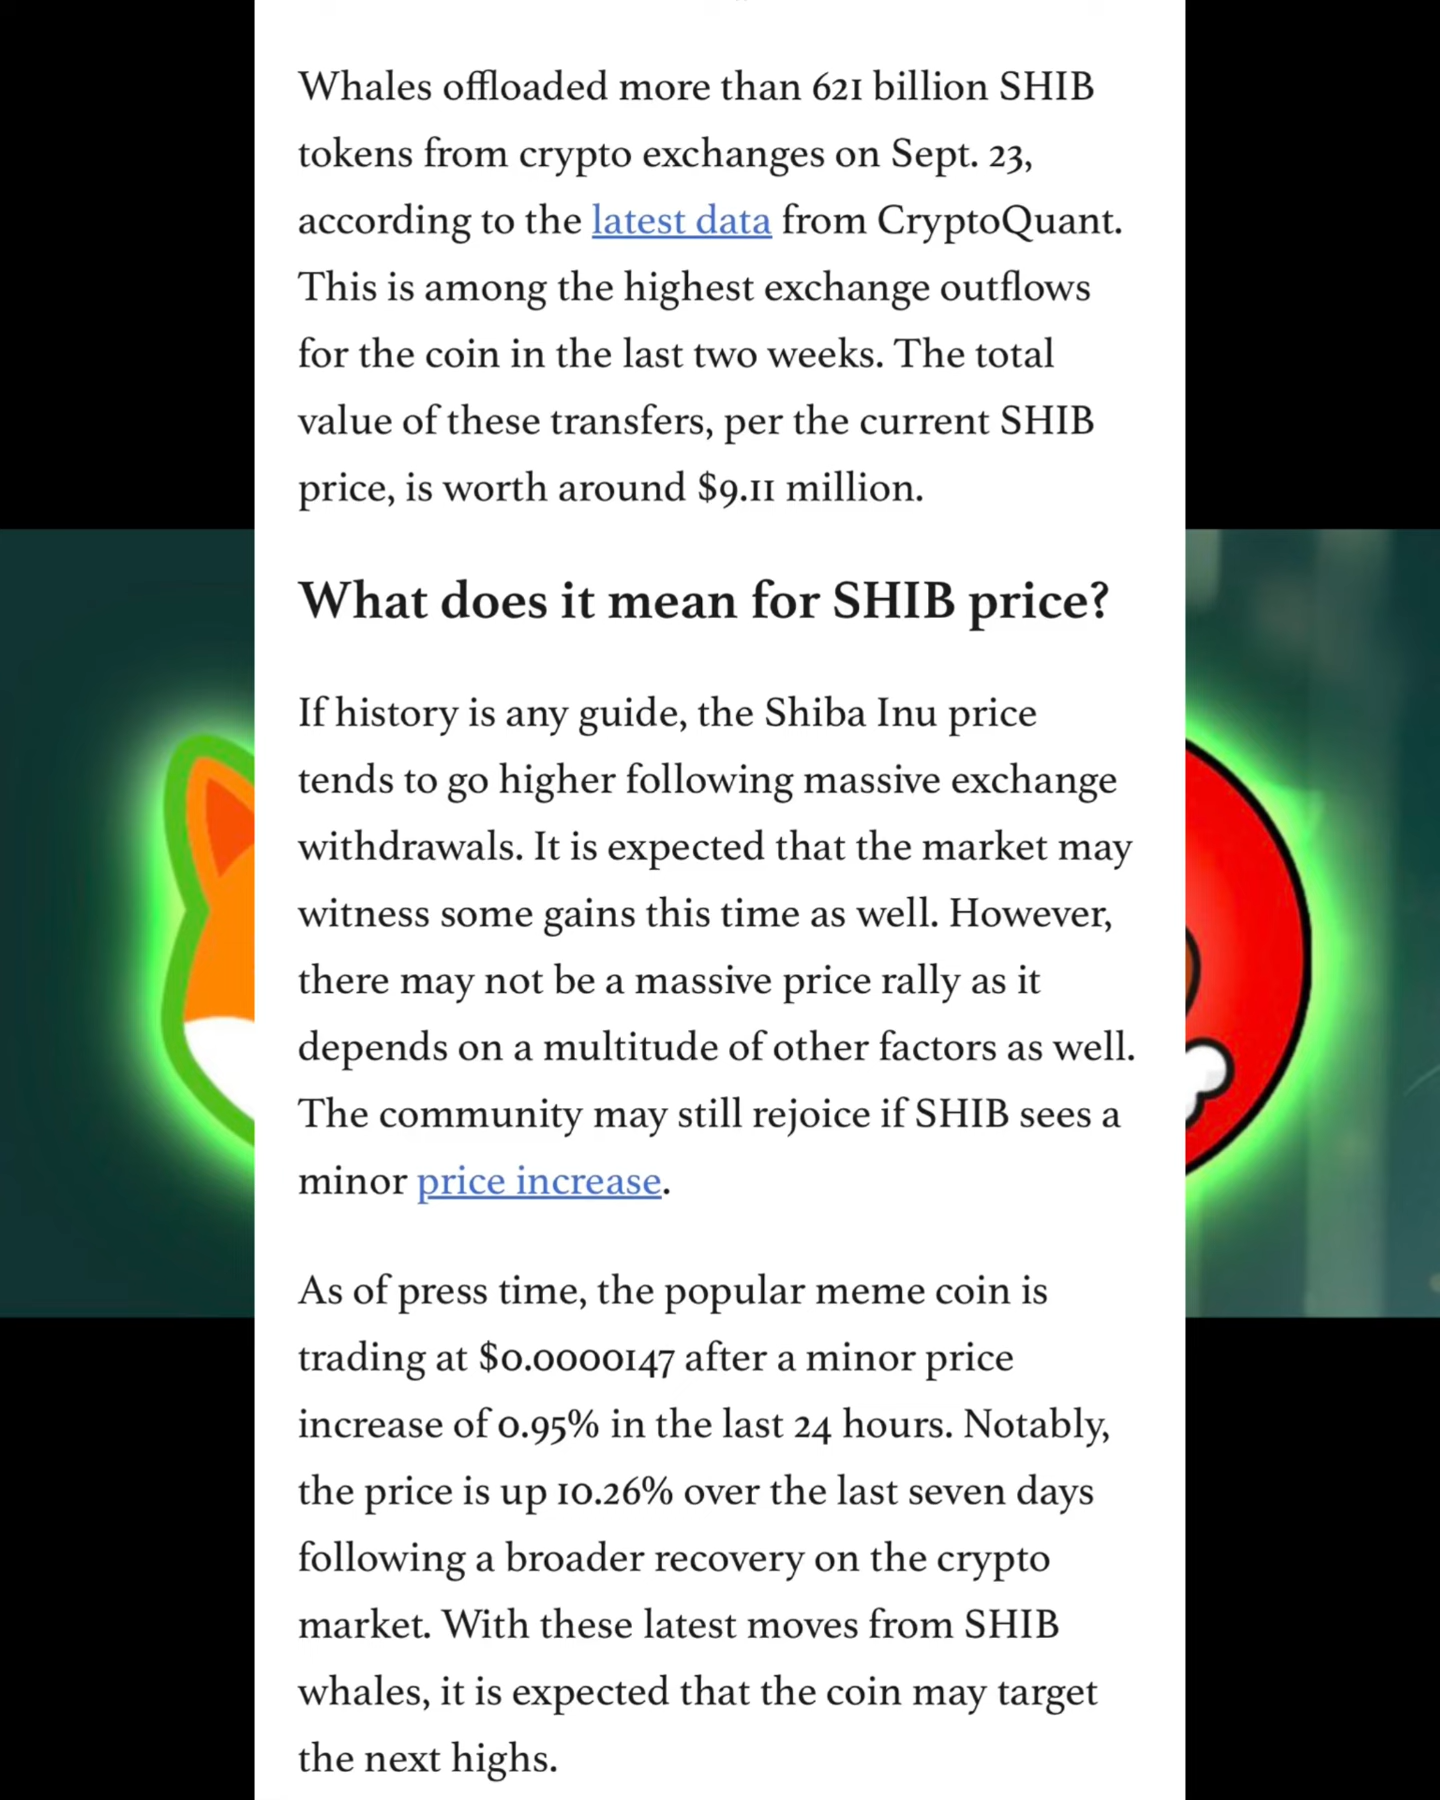 Whales offloaded more than 621 billion SHIB
tokens from crypto exchanges on Sept. 23,
according to the latest data from CryptoQuant.
This is among the highest exchange outflows
for the coin in the last two weeks. The total
value of these transfers, per the current SHIB
price, is worth around $9.11 million.
What does it mean for SHIB price?
If history is any guide, the Shiba Inu price
tends to go higher following massive exchange
withdrawals. It is expected that the market may
witness some gains this time as well. However,
there may not be a massive price rally as it
depends on a multitude of other factors as well.
The community may still rejoice if SHIB sees a
minor price increase.
As of press time, the popular meme coin is
trading at $0.0000147 after a minor price
increase of 0.95% in the last 24 hours. Notably,
the price is up 10.26% over the last seven days
following a broader recovery on the crypto
market. With these latest moves from SHIB
whales, it is expected that the coin may target
the next highs.